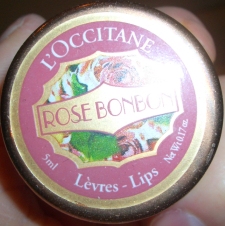 L'OCCITANE
ROSE BONBON
5ml
Lèvres - Lips
Net Wt 0.17 oz.